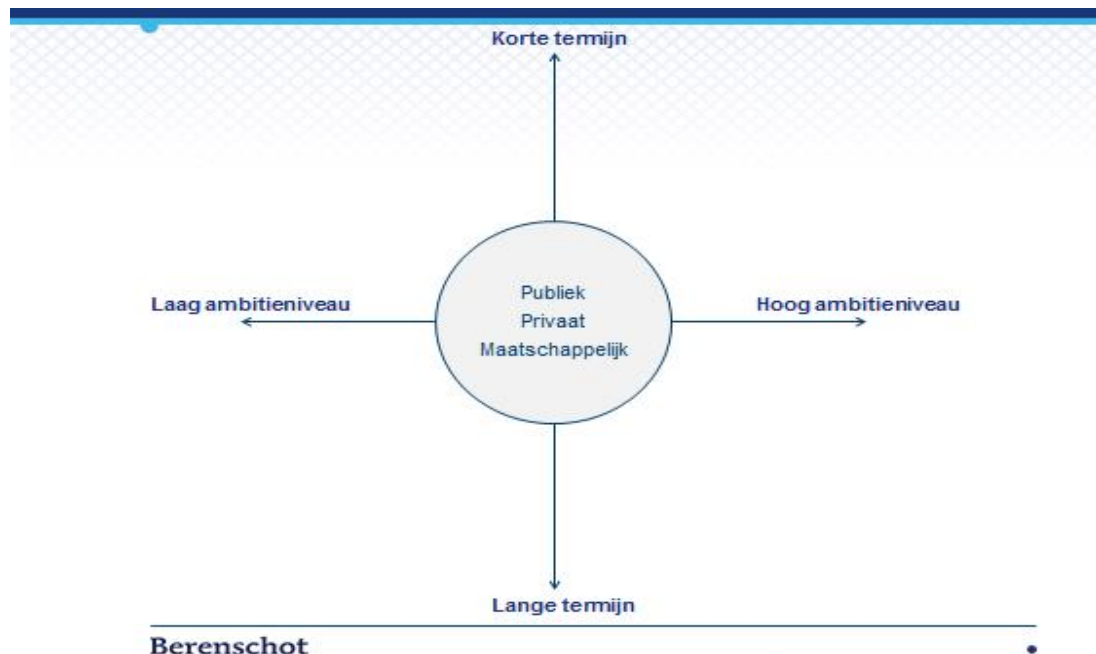 Korte termijn
Laag ambitieniveau
Hoog ambitieniveau
Publiek
Privaat
Maatschappelijk
Lange termijn
Berenschot